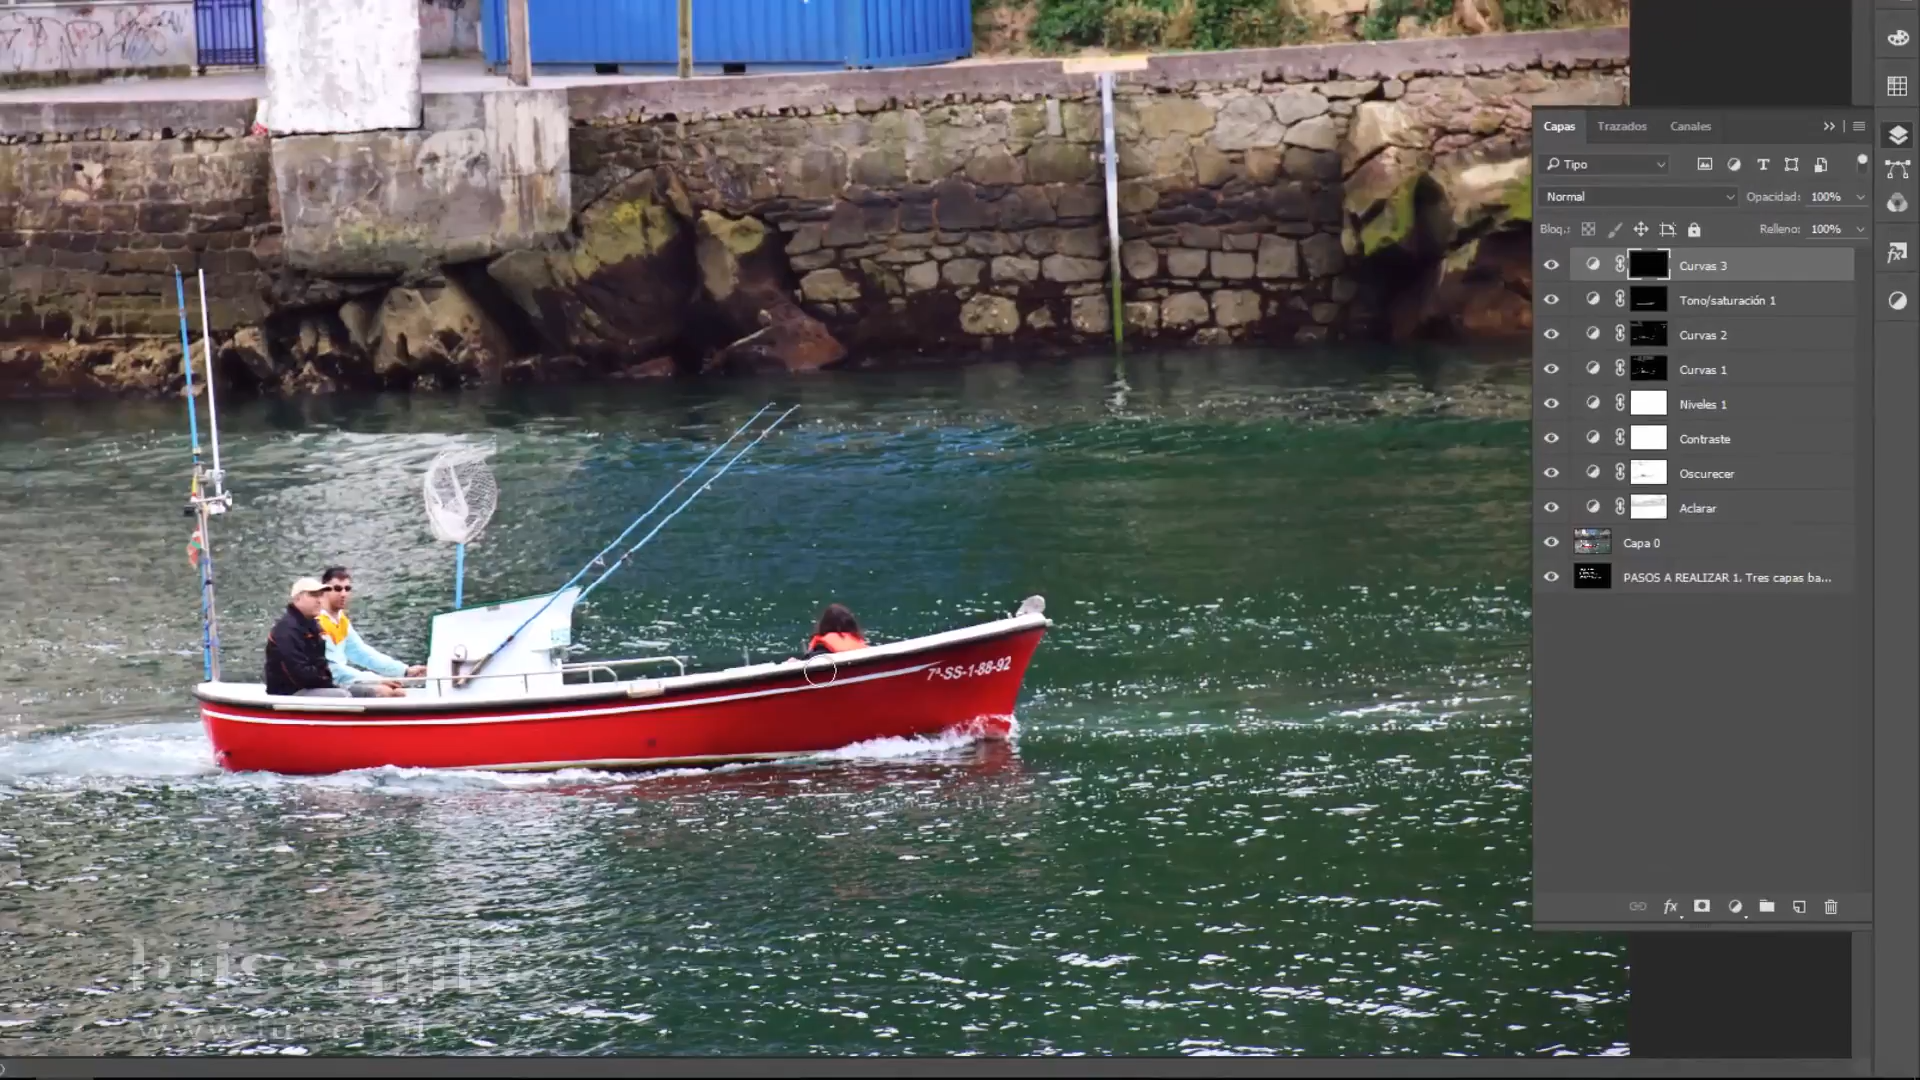 Capas Trazados Canales
Tipo
Normal Opacidad: 100%
Bloq.: Relleno: 100%
Curvas 3
Tono/saturación 1
Curvas 2
Curvas 1
Niveles 1
Contraste
Oscurecer
Aclarar
Capa 0
PASOS A REALIZAR 1. Tres capas ba...
fx
7ª-SS-1-88-92